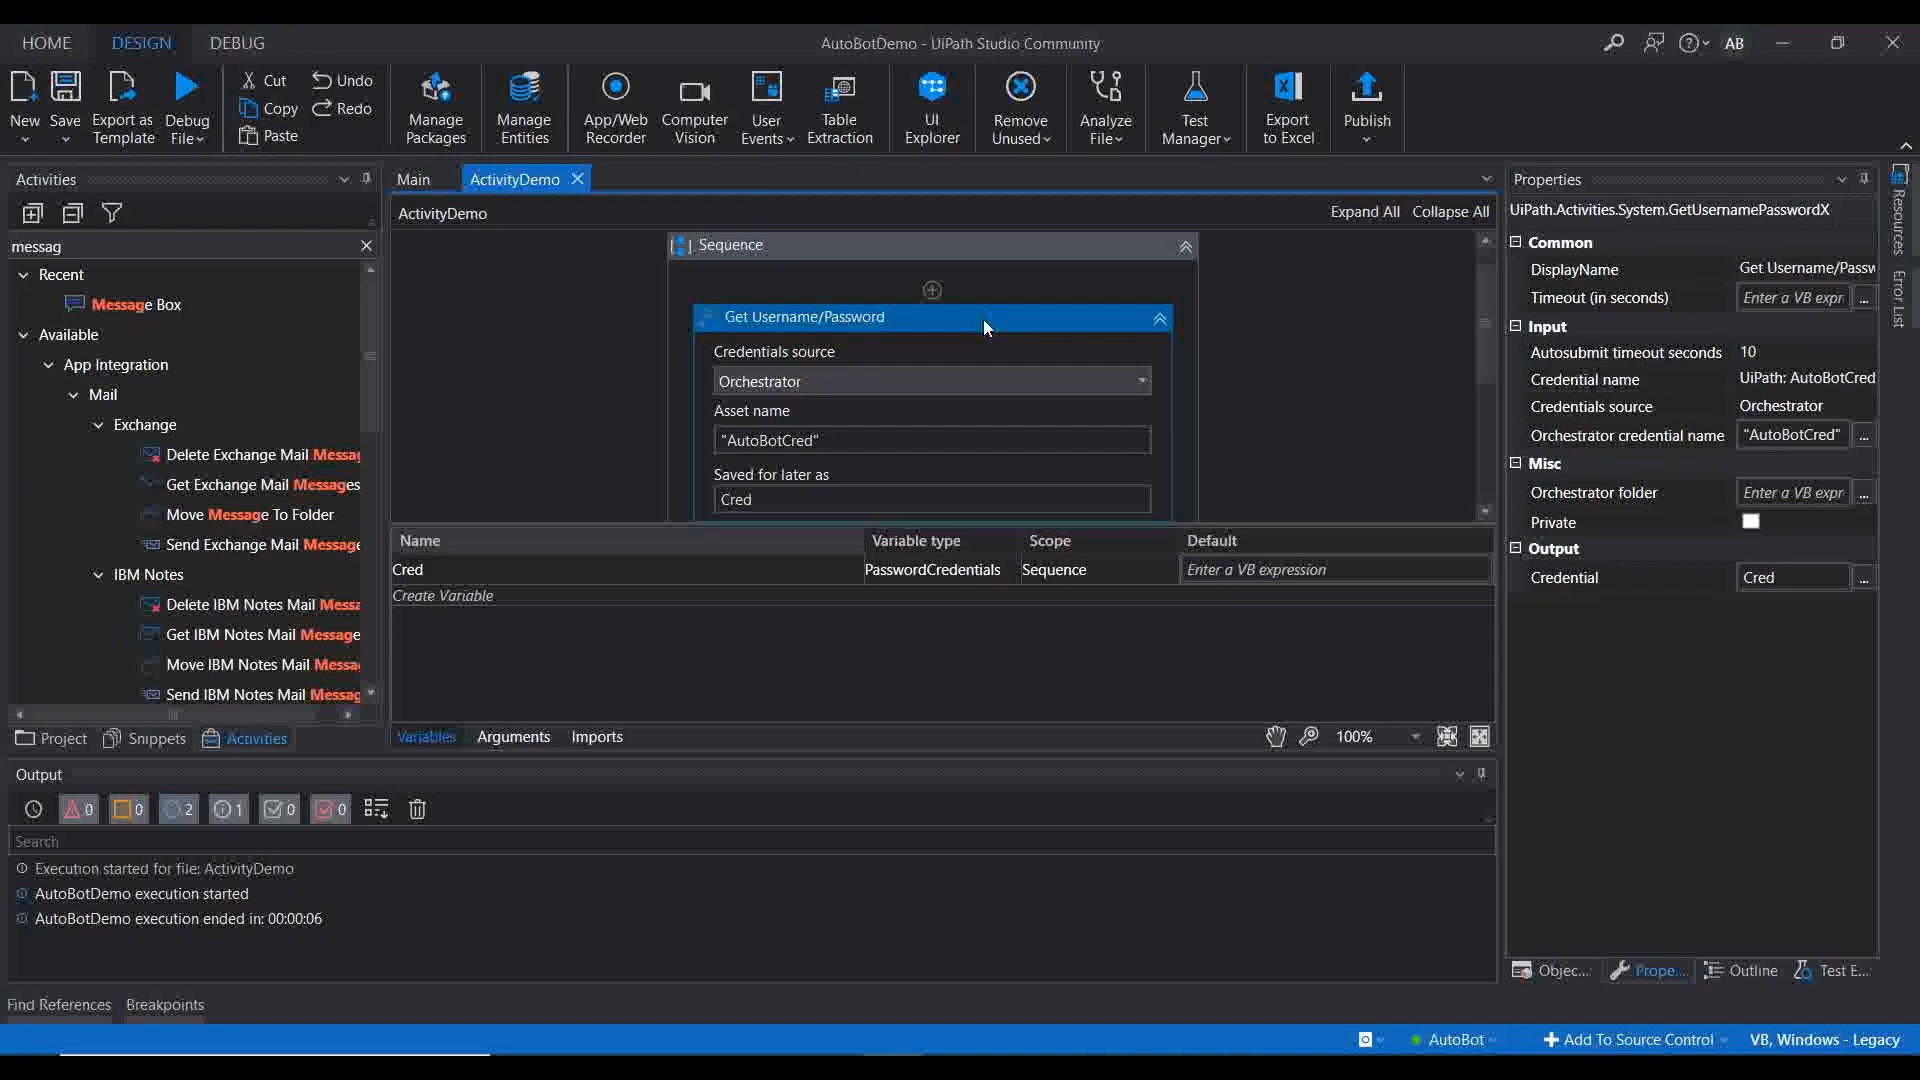 HOME DESIGN DEBUG
AutoBotDemo - UiPath Studio Community
AB
New
Save
Export as
Template
Debug
File
Cut
Copy
Paste
Undo
Redo
Manage
Packages
Manage
Entities
App/Web
Recorder
Computer
Vision
User
Events
Table
Extraction
UI
Explorer
Remove
Unused
Analyze
File
Test
Manager
Export
to Excel
Publish
Activities
messag
Recent
Message Box
Available
App Integration
Mail
Exchange
Delete Exchange Mail Messag
Get Exchange Mail Messages
Move Message To Folder
Send Exchange Mail Message
IBM Notes
Delete IBM Notes Mail Messa
Get IBM Notes Mail Message
Move IBM Notes Mail Messa
Send IBM Notes Mail Messag
Project Snippets Activities
Main ActivityDemo
ActivityDemo
Expand All Collapse All
Sequence
Get Username/Password
Credentials source
Orchestrator
Asset name
"AutoBotCred"
Saved for later as
Cred
Name Variable type Scope Default
Cred PasswordCredentials Sequence Enter a VB expression
Create Variable
Variables Arguments Imports
100%
Properties
UiPath.Activities.System.GetUsernamePasswordX
Common
DisplayName Get Username/Passw
Timeout (in seconds) Enter a VB expr ...
Input
Autosubmit timeout seconds 10
Credential name UiPath: AutoBotCred
Credentials source Orchestrator
Orchestrator credential name "AutoBotCred" ...
Misc
Orchestrator folder Enter a VB expr ...
Private
Output
Credential Cred ...
Objec... Prope... Outline Test E...
Resources
Error List
Output
0 0 2 1 0 0
Search
Execution started for file: ActivityDemo
AutoBotDemo execution started
AutoBotDemo execution ended in: 00:00:06
Find References Breakpoints
AutoBot
Add To Source Control
VB, Windows - Legacy